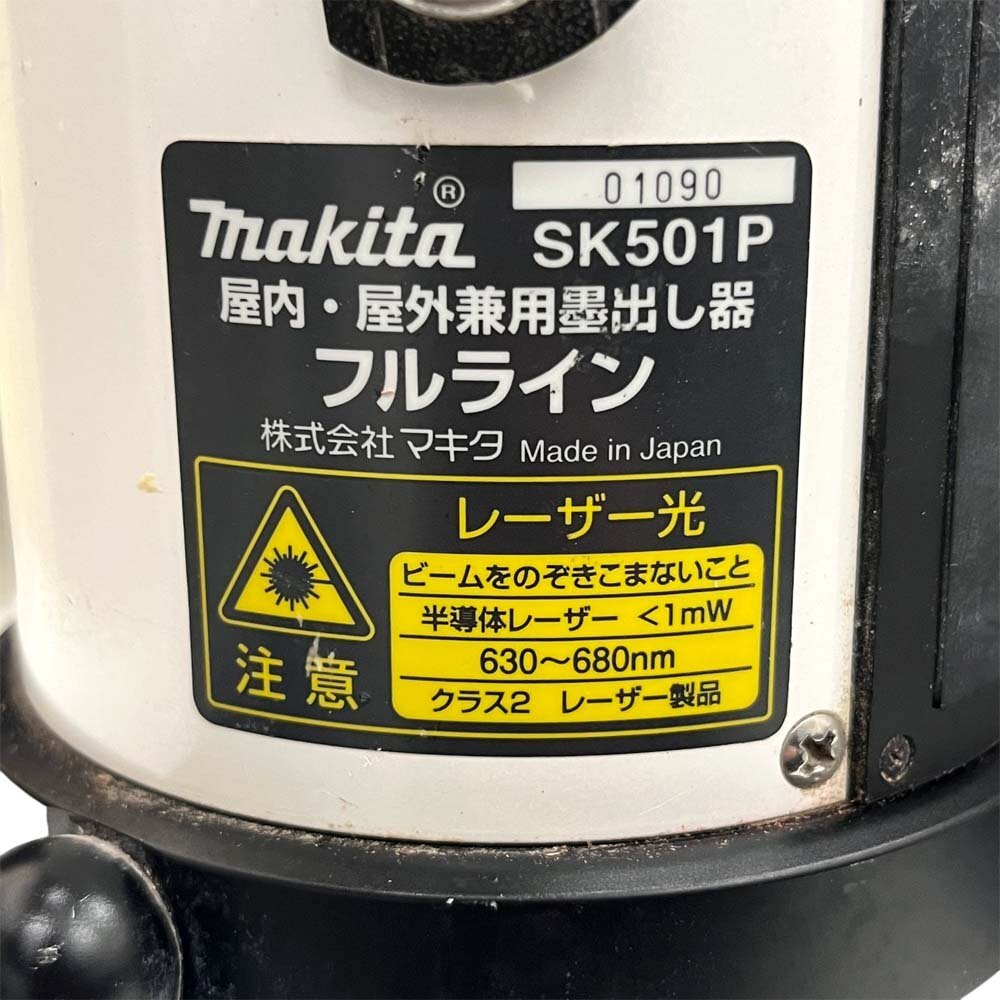 01090
makita® SK501P
屋内・屋外兼用墨出し器
フルライン
株式会社 マキタ Made in Japan
レーザー光
ビームをのぞきこまないこと
半導体レーザー <1mW
630～680nm
クラス2 レーザー製品
注意